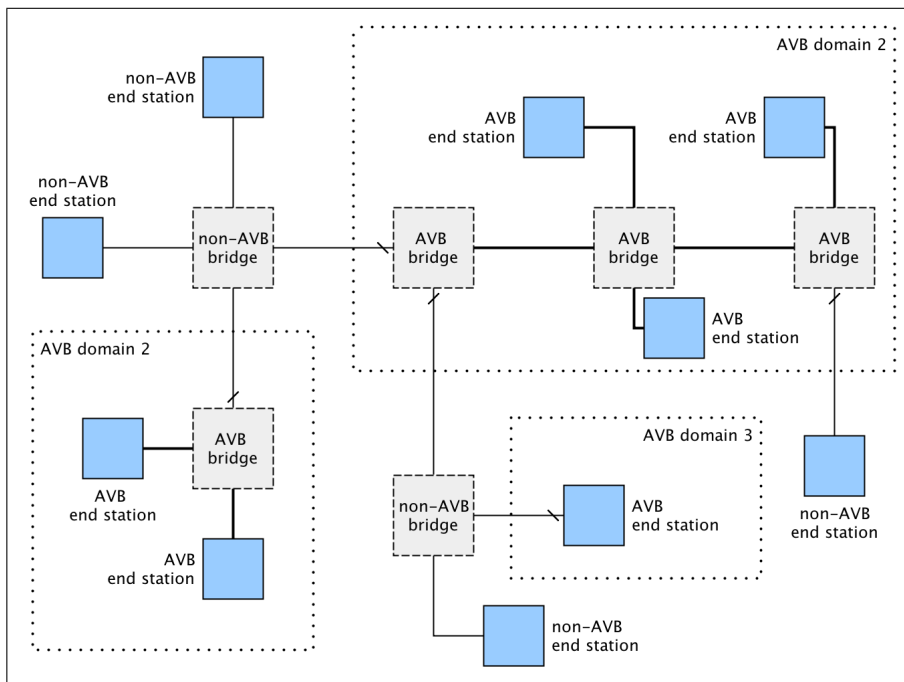 AVB domain 2
non-AVB
end station
AVB
end station
AVB
end station
non-AVB
end station
non-AVB
bridge
AVB
bridge
AVB
bridge
AVB
bridge
AVB
end station
AVB domain 2
AVB
bridge
AVB
end station
AVB
end station
AVB domain 3
non-AVB
bridge
AVB
end station
non-AVB
end station
non-AVB
end station